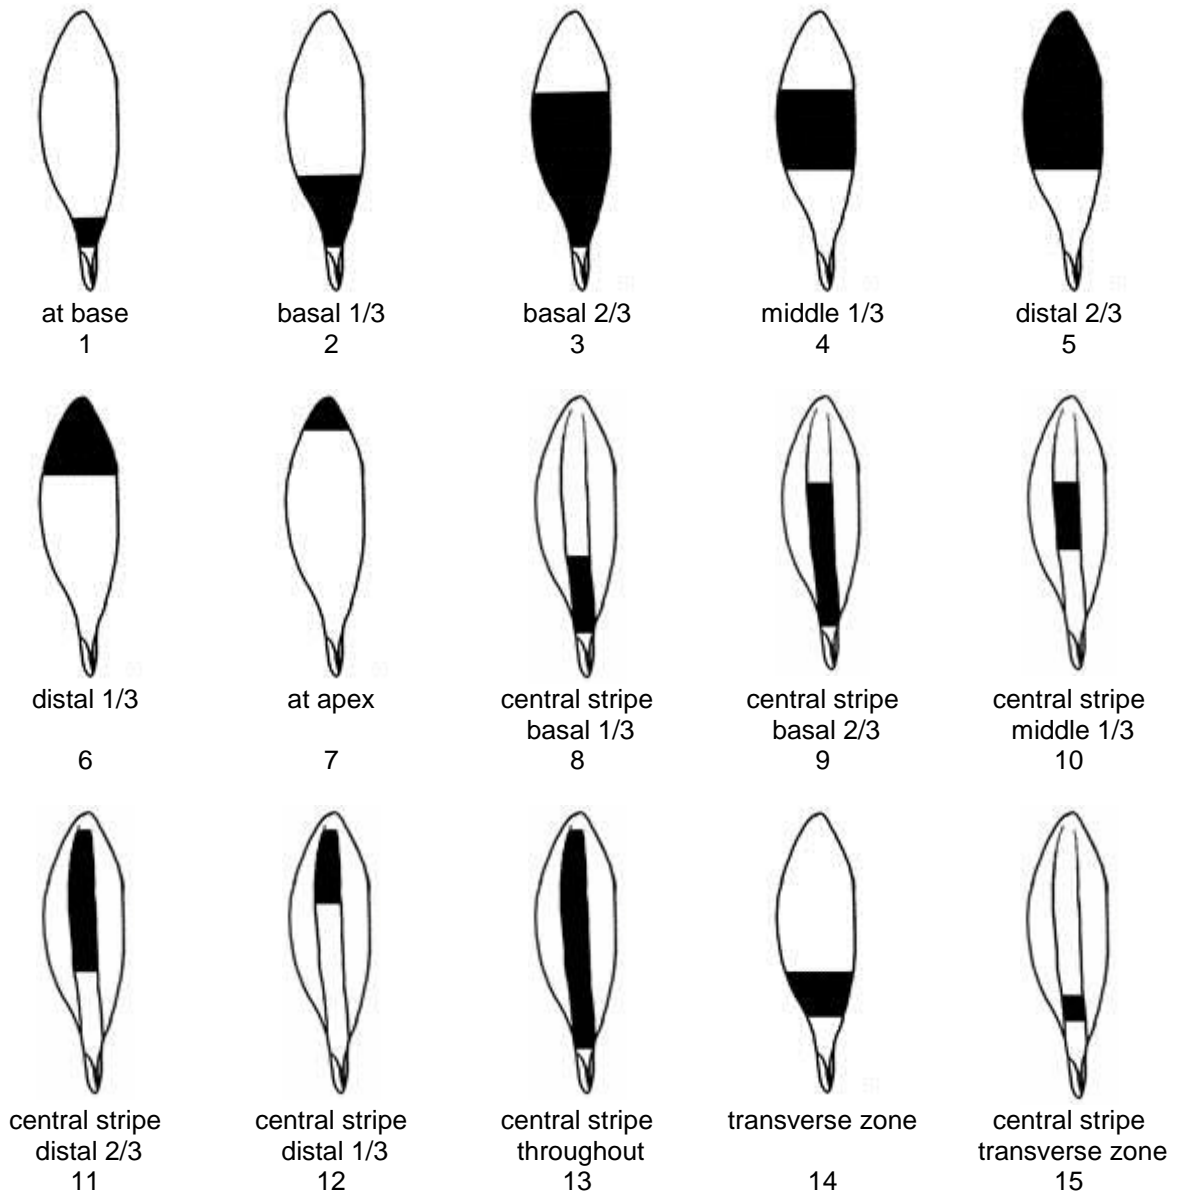 at base
1
basal 1/3
2
basal 2/3
3
middle 1/3
4
distal 2/3
5
distal 1/3
6
at apex
7
central stripe
basal 1/3
8
central stripe
basal 2/3
9
central stripe
middle 1/3
10
central stripe
distal 2/3
11
central stripe
distal 1/3
12
central stripe
throughout
13
transverse zone
14
central stripe
transverse zone
15